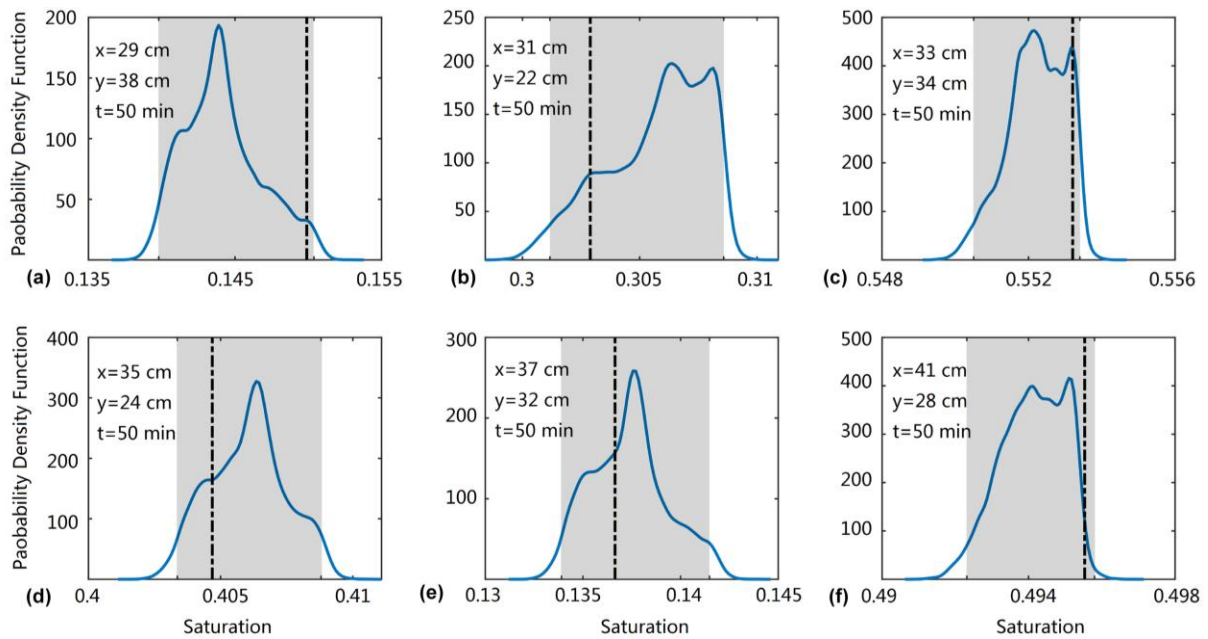 Paobability Density Function
200
150
100
50
x=29 cm
y=38 cm
t=50 min
(a)
0.135
0.145
0.155
250
200
150
100
50
x=31 cm
y=22 cm
t=50 min
(b)
0.3
0.305
0.31
500
400
300
200
100
x=33 cm
y=34 cm
t=50 min
(c)
0.548
0.552
0.556
Paobability Density Function
400
300
200
100
x=35 cm
y=24 cm
t=50 min
(d)
0.4
0.405
0.41
Saturation
300
200
100
x=37 cm
y=32 cm
t=50 min
(e)
0.13
0.135
0.14
0.145
Saturation
500
400
300
200
100
x=41 cm
y=28 cm
t=50 min
(f)
0.49
0.494
0.498
Saturation